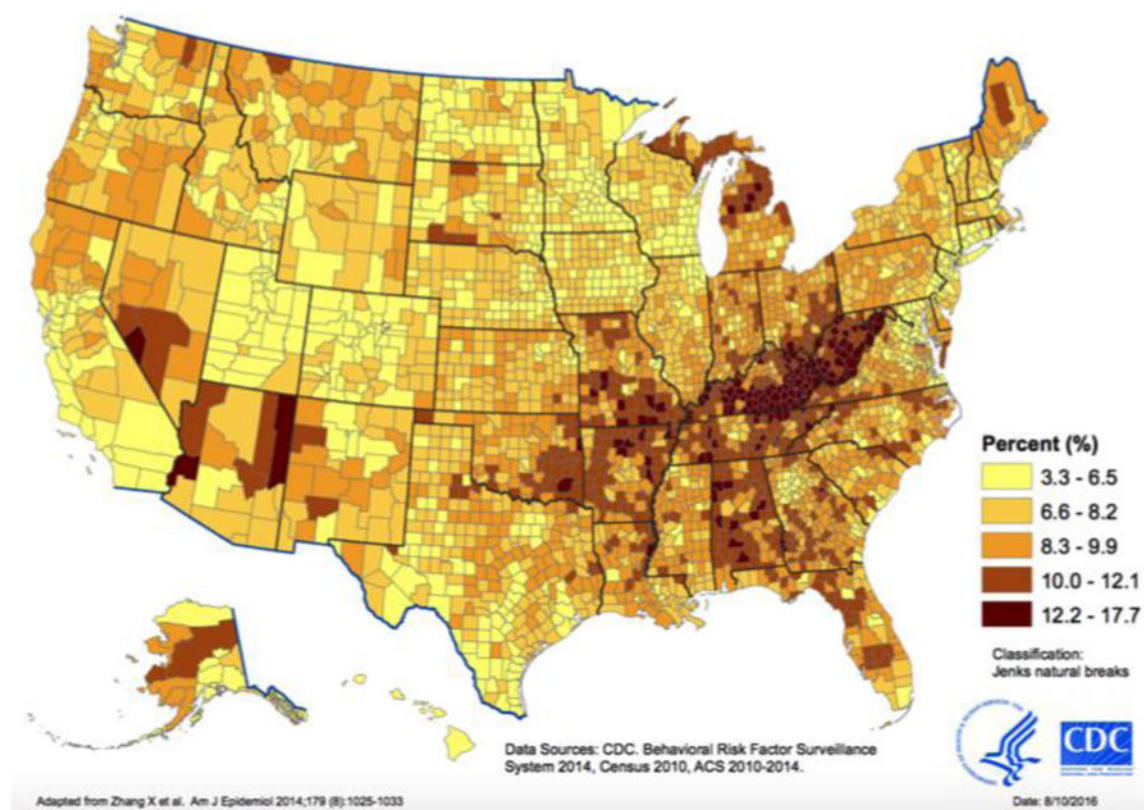 Percent (%)
3.3 - 6.5
6.6 - 8.2
8.3 - 9.9
10.0 - 12.1
12.2 - 17.7
Classification:
Jenks natural breaks
Data Sources: CDC. Behavioral Risk Factor Surveillance
System 2014, Census 2010, ACS 2010-2014.
CDC
Adapted from Zhang X et al. Am J Epidemiol 2014;179 (8):1025-1033
Date: 8/10/2016